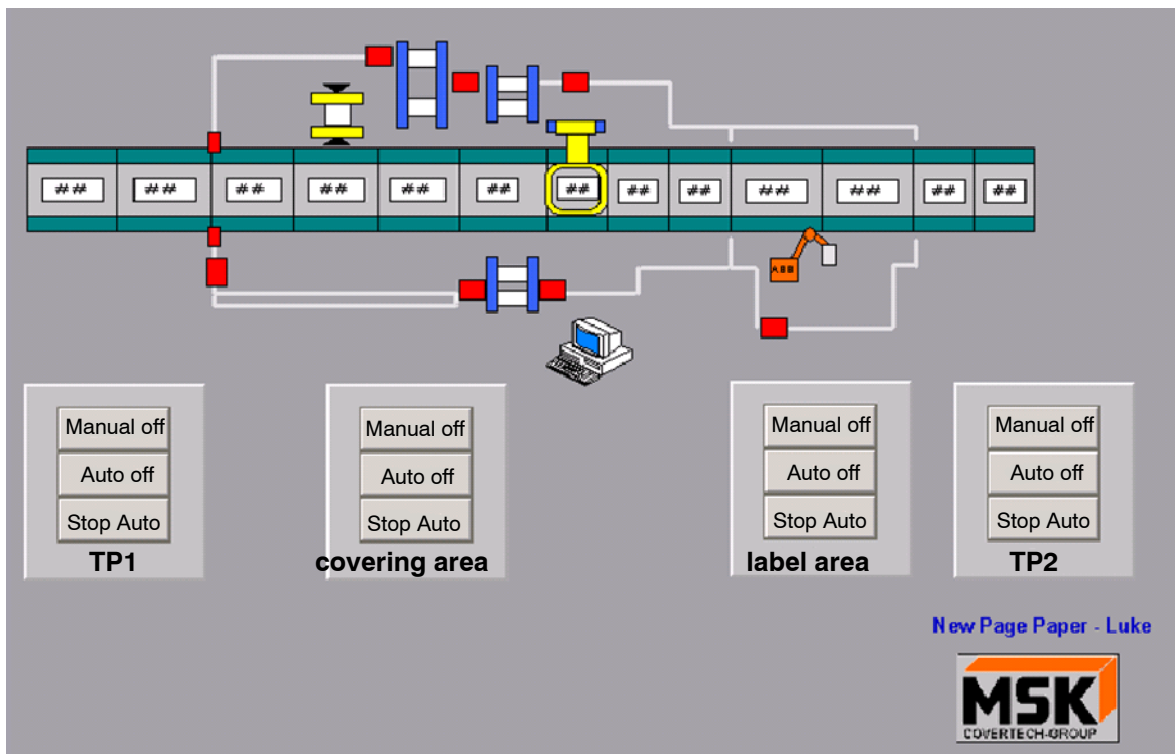 ## ## ## ## ## ## ## ## ## ## ## ## ##
ABB
Manual off
Auto off
Stop Auto
TP1
Manual off
Auto off
Stop Auto
covering area
Manual off
Auto off
Stop Auto
label area
Manual off
Auto off
Stop Auto
TP2
New Page Paper - Luke
MSK
COVERTECH-GROUP